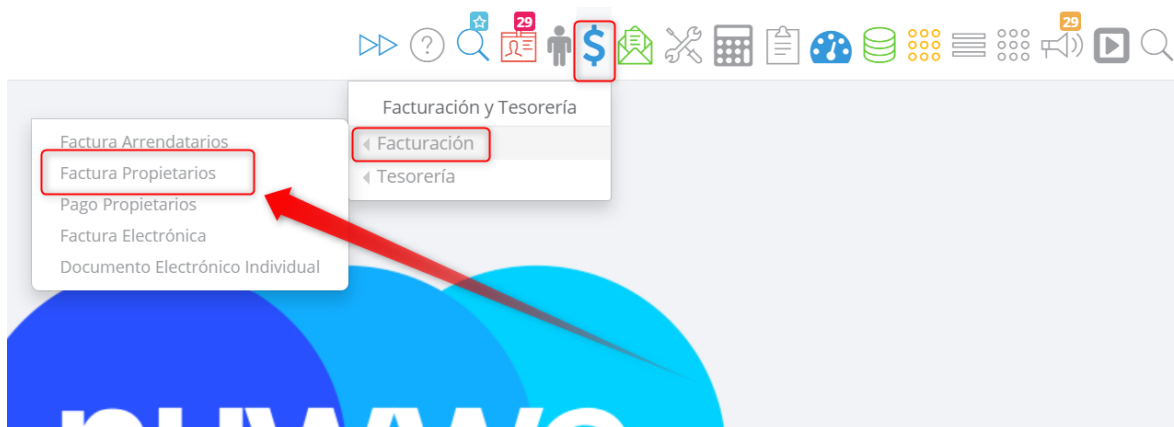 29
29
Facturación y Tesorería
Facturación
Tesorería
Factura Arrendatarios
Factura Propietarios
Pago Propietarios
Factura Electrónica
Documento Electrónico Individual